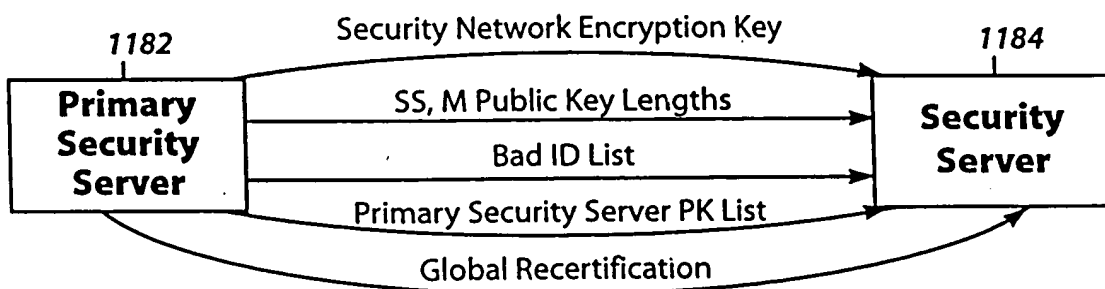 1182
Security Network Encryption Key
1184
Primary
Security
Server
SS, M Public Key Lengths
Bad ID List
Primary Security Server PK List
Global Recertification
Security
Server